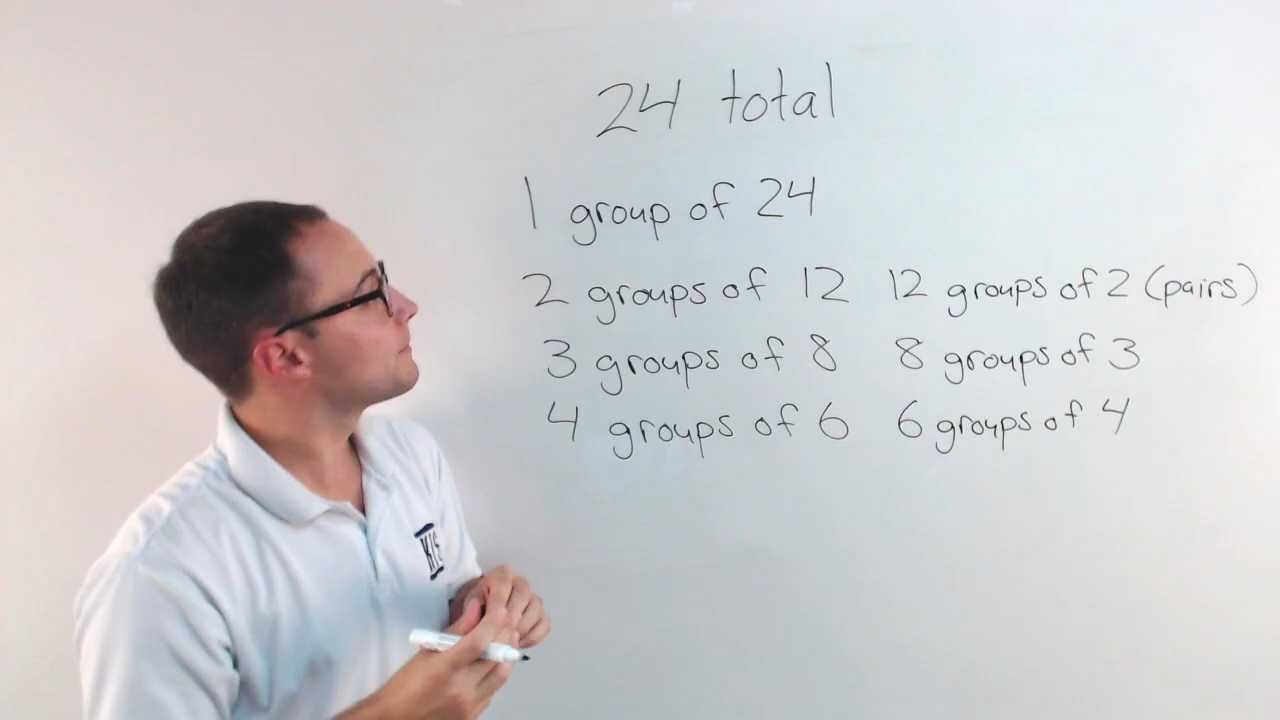 24 total
1 group of 24
2 groups of 12 12 groups of 2 (pairs)
3 groups of 8 8 groups of 3
4 groups of 6 6 groups of 4
KIS